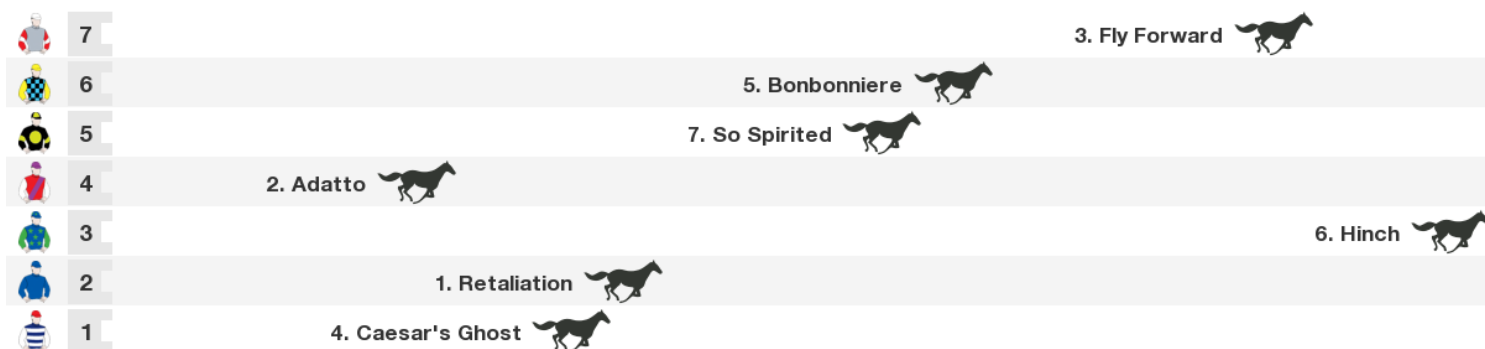 7 3. Fly Forward
6 5. Bonbonniere
5 7. So Spirited
4 2. Adatto
3 6. Hinch
2 1. Retaliation
1 4. Caesar's Ghost